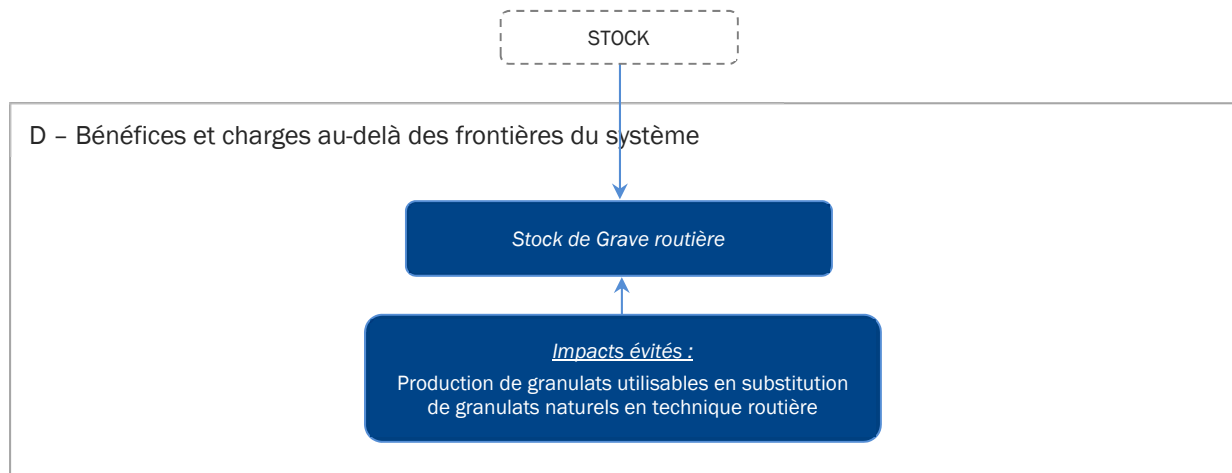 STOCK
D – Bénéfices et charges au-delà des frontières du système
Stock de Grave routière
Impacts évités :
Production de granulats utilisables en substitution
de granulats naturels en technique routière